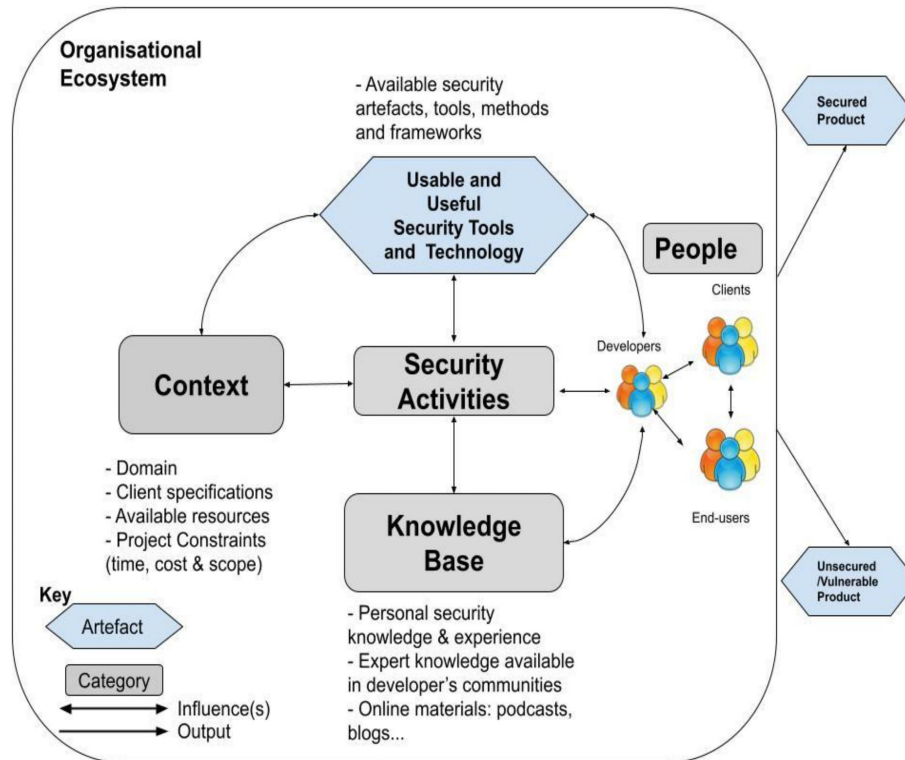 Organisational
Ecosystem
- Available security
artefacts, tools, methods
and frameworks
Secured
Product
Usable and
Useful
Security Tools
and Technology
People
Clients
Developers
Context
Security
Activities
- Domain
- Client specifications
- Available resources
- Project Constraints
(time, cost & scope)
Knowledge
Base
End-users
Unsecured
/Vulnerable
Product
Key
Artefact
Category
Influence(s)
Output
- Personal security
knowledge & experience
- Expert knowledge available
in developer's communities
- Online materials: podcasts,
blogs...